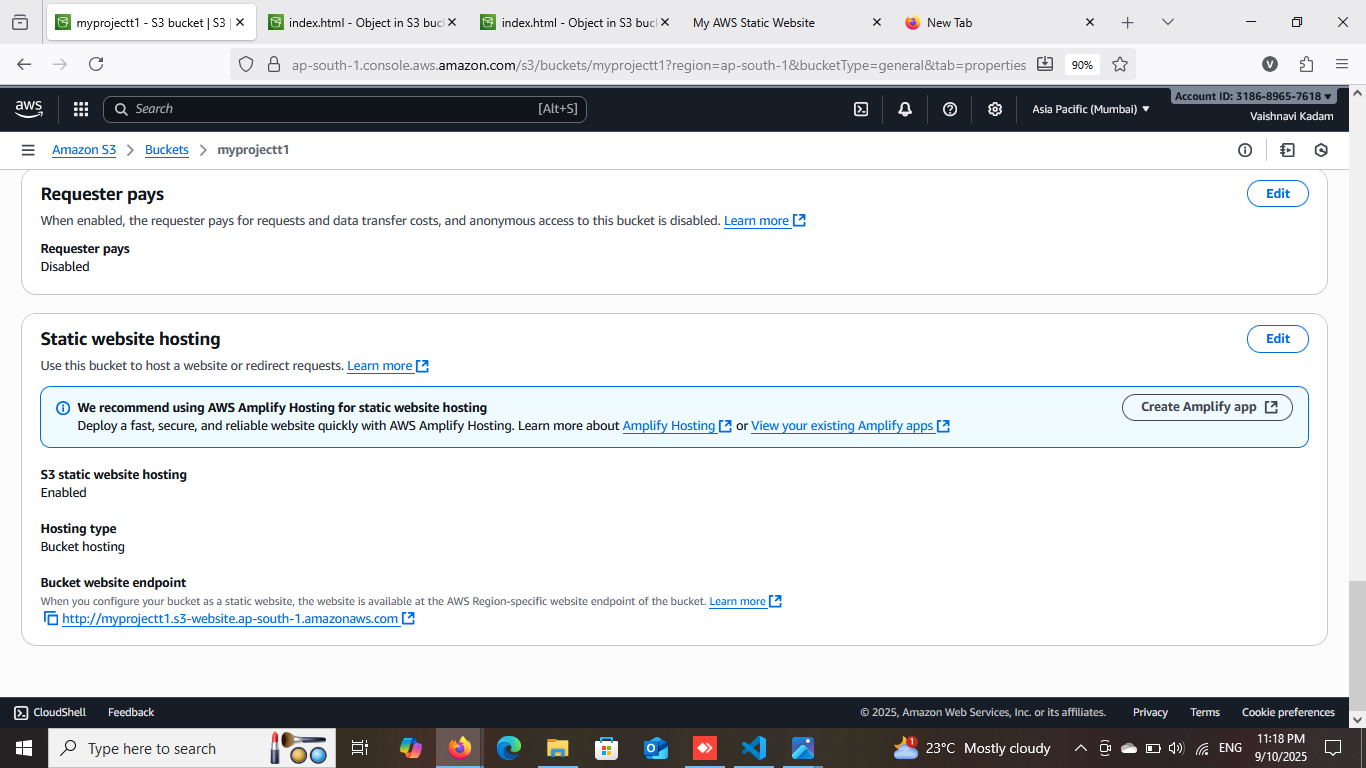 myprojectt1 - S3 bucket | S3 |
index.html - Object in S3 buc
index.html - Object in S3 buc
My AWS Static Website
New Tab
ap-south-1.console.aws.amazon.com/s3/buckets/myprojectt1?region=ap-south-1&bucketType=general&tab=properties
90%
V
aws
Search
[Alt+S]
Asia Pacific (Mumbai)
Account ID: 3186-8965-7618
Vaishnavi Kadam
Amazon S3
Buckets
myprojectt1
Requester pays
Edit
When enabled, the requester pays for requests and data transfer costs, and anonymous access to this bucket is disabled. Learn more
Requester pays
Disabled
Static website hosting
Edit
Use this bucket to host a website or redirect requests. Learn more
We recommend using AWS Amplify Hosting for static website hosting
Create Amplify app
Deploy a fast, secure, and reliable website quickly with AWS Amplify Hosting. Learn more about Amplify Hosting or View your existing Amplify apps
S3 static website hosting
Enabled
Hosting type
Bucket hosting
Bucket website endpoint
When you configure your bucket as a static website, the website is available at the AWS Region-specific website endpoint of the bucket. Learn more
http://myprojectt1.s3-website.ap-south-1.amazonaws.com
CloudShell
Feedback
© 2025, Amazon Web Services, Inc. or its affiliates.
Privacy
Terms
Cookie preferences
Type here to search
1
23°C Mostly cloudy
ENG
11:18 PM
9/10/2025